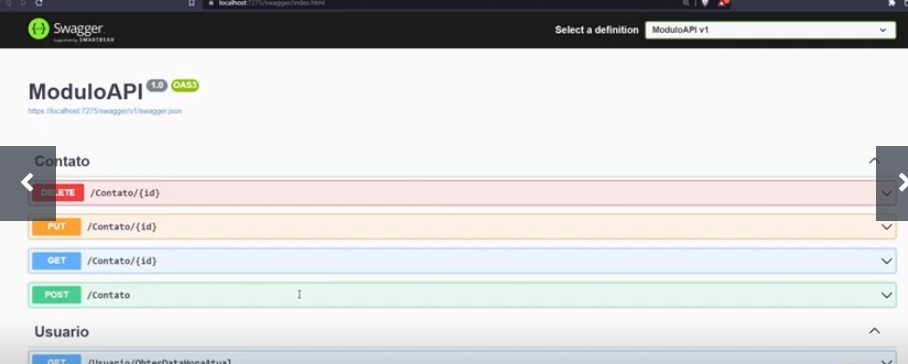 localhost:7275/swagger/index.html
Swagger
Supported by SMARTBEAR
Select a definition
ModuloAPI v1
ModuloAPI 1.0 OAS3
https://localhost:7275/swagger/v1/swagger.json
Contato
DELETE /Contato/{id}
PUT /Contato/{id}
GET /Contato/{id}
POST /Contato
Usuario
GET /Usuario/ObterDataHoraAtual